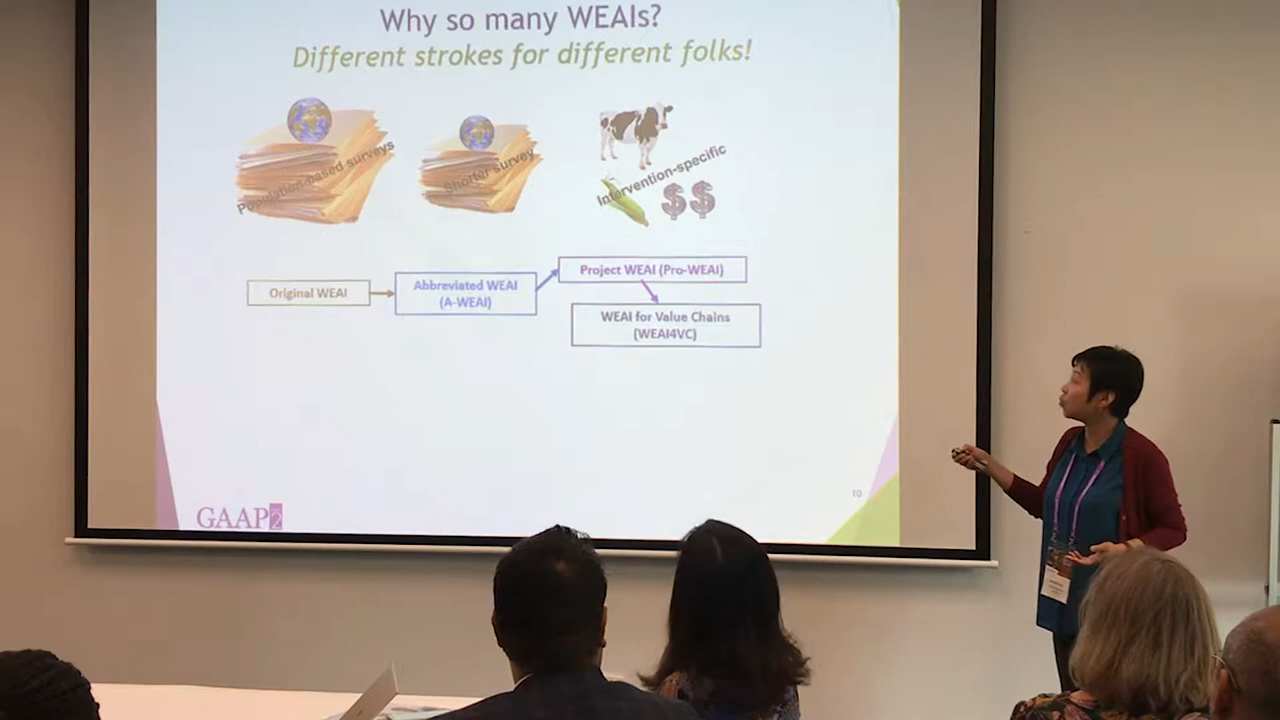 Why so many WEAIs?
Different strokes for different folks!
Population-based surveys
Shorter survey
Intervention-specific
$$
Original WEAI
Abbreviated WEAI
(A-WEAI)
Project WEAI (Pro-WEAI)
WEAI for Value Chains
(WEAI4VC)
GAAP2
10